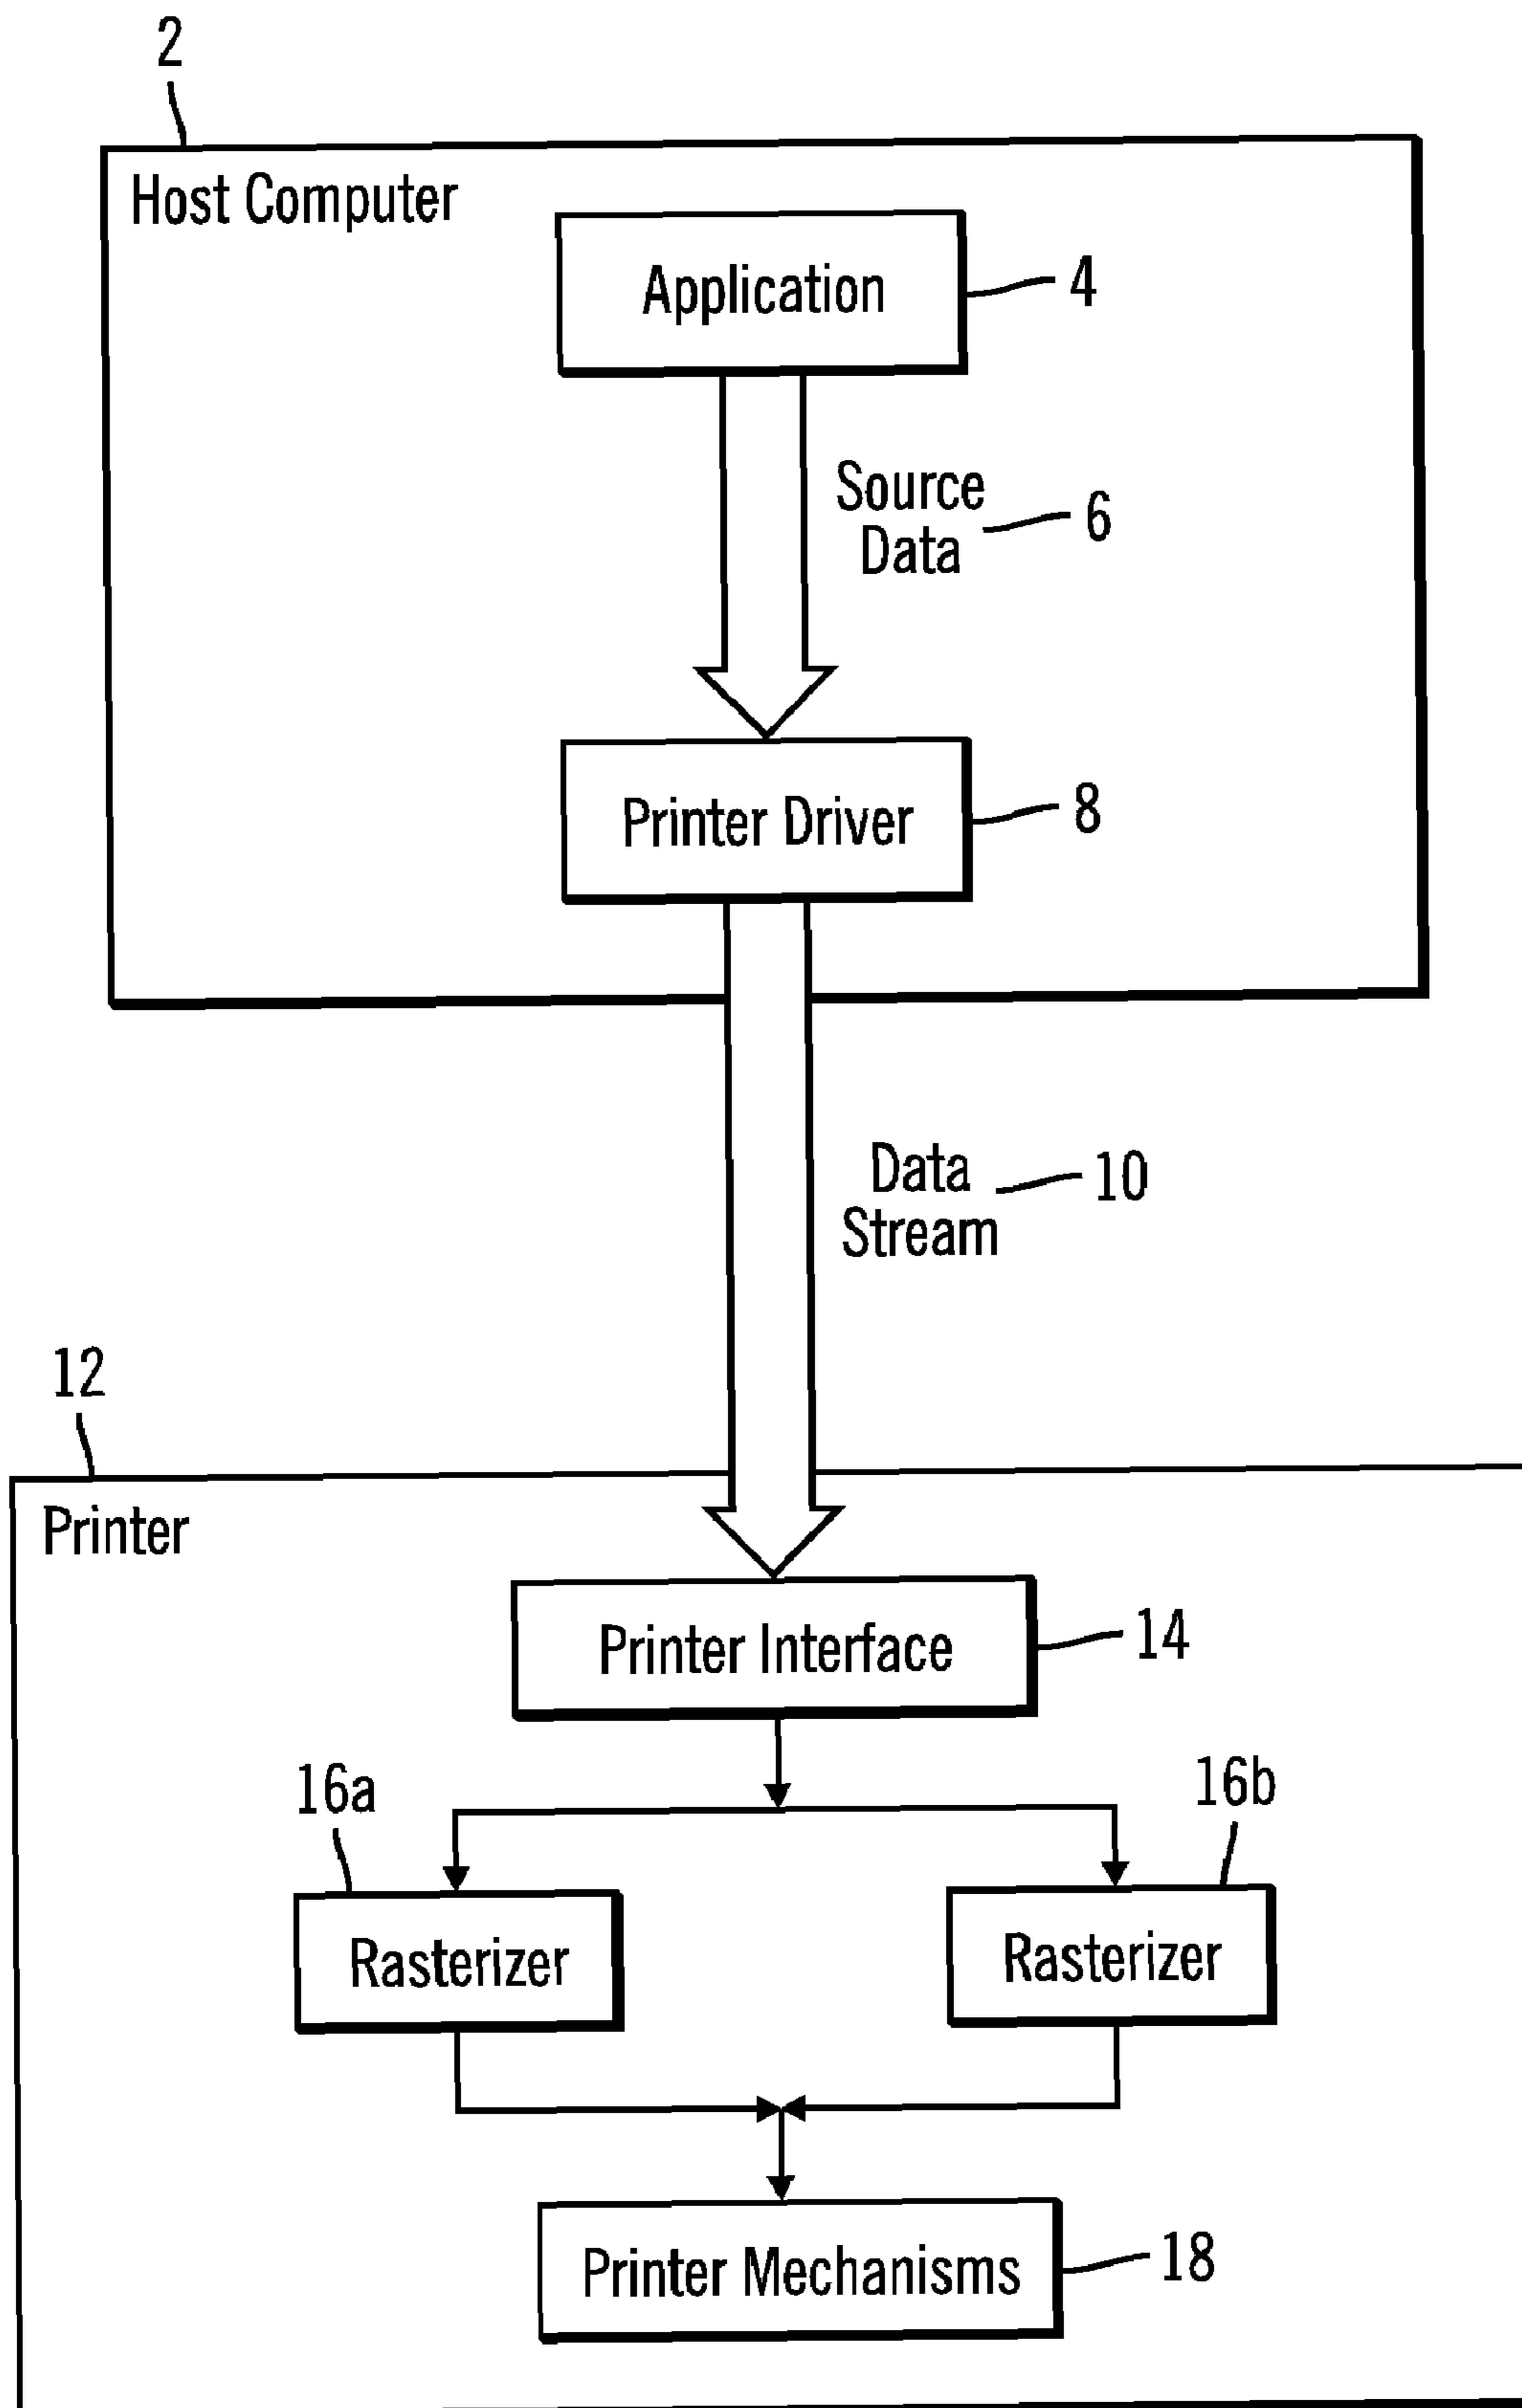 2
Host Computer
Application
4
Source
Data
6
Printer Driver
8
Data
Stream
10
12
Printer
Printer Interface
14
16a
16b
Rasterizer
Rasterizer
Printer Mechanisms
18